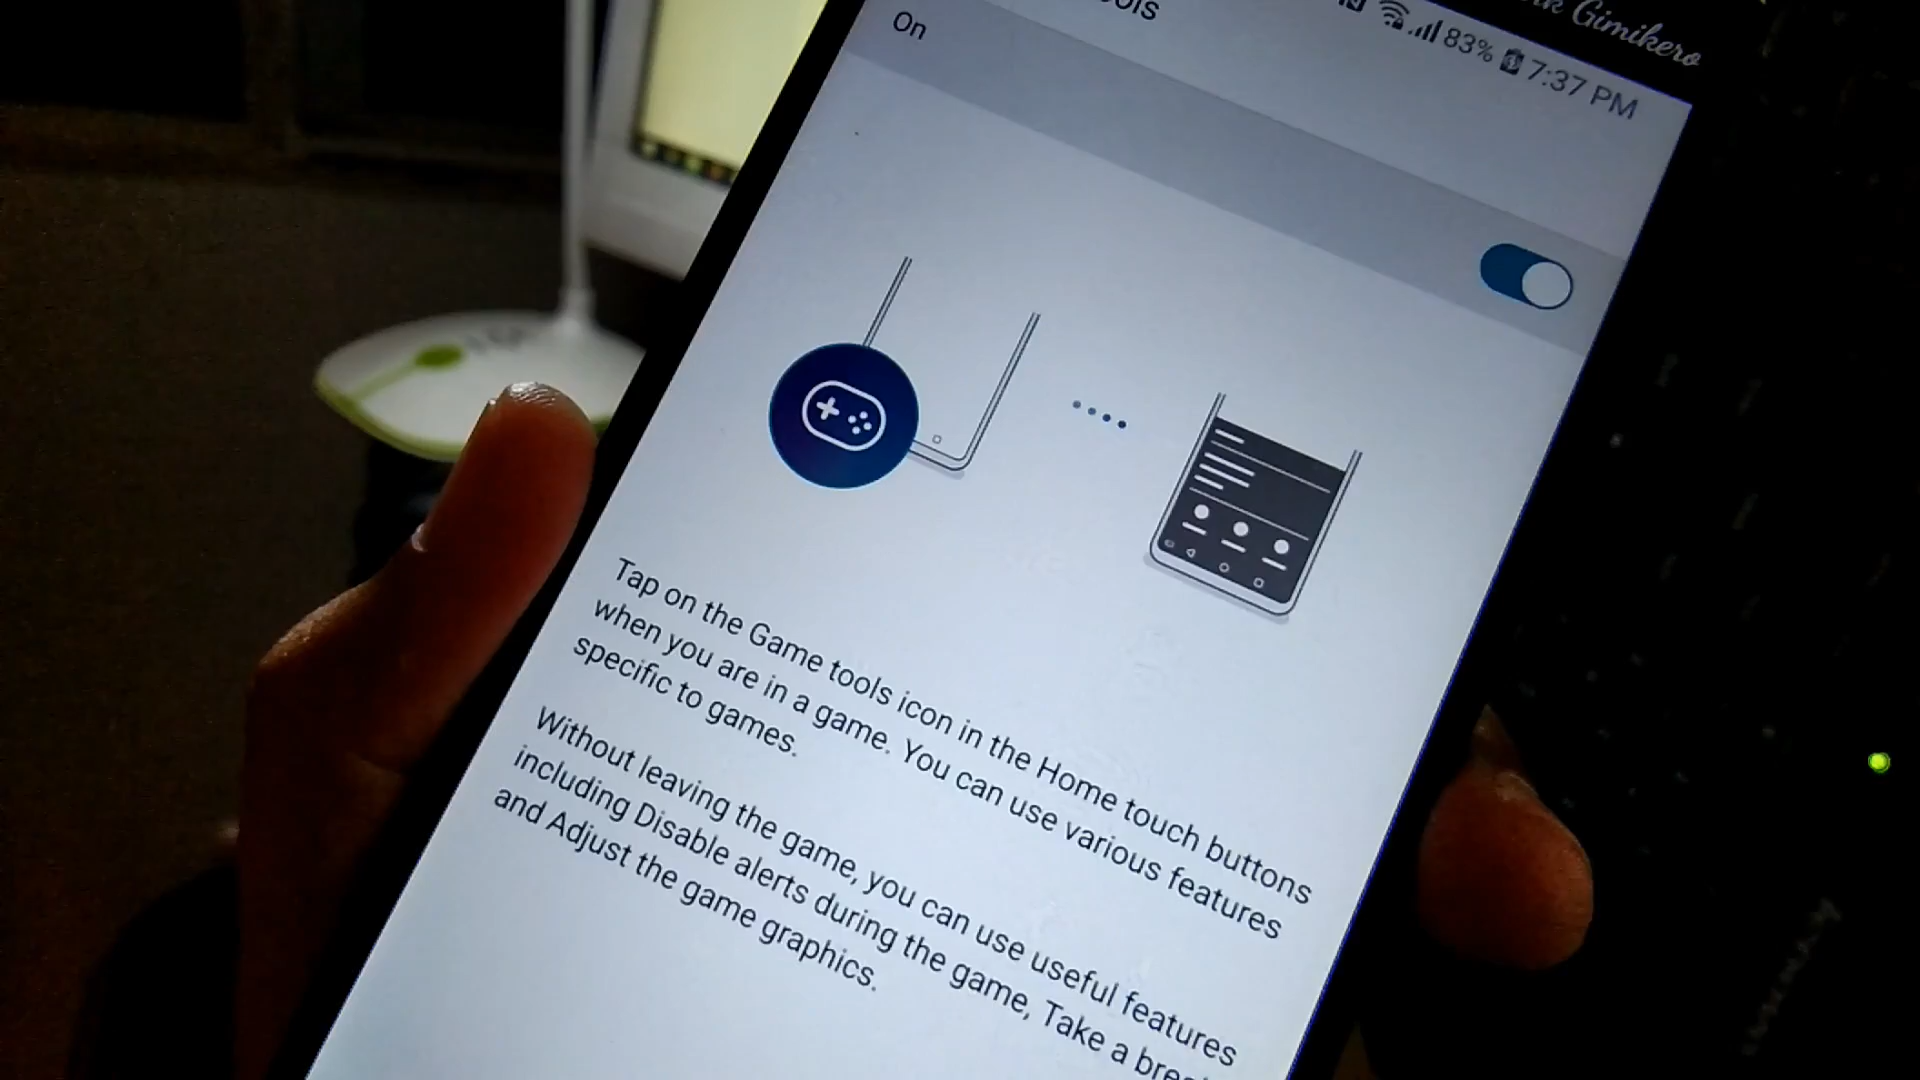 Gimikero
83% 7:37 PM
On
Tap on the Game tools icon in the Home touch buttons
when you are in a game. You can use various features
specific to games.
Without leaving the game, you can use useful features
including Disable alerts during the game, Take a
and Adjust the game graphics.